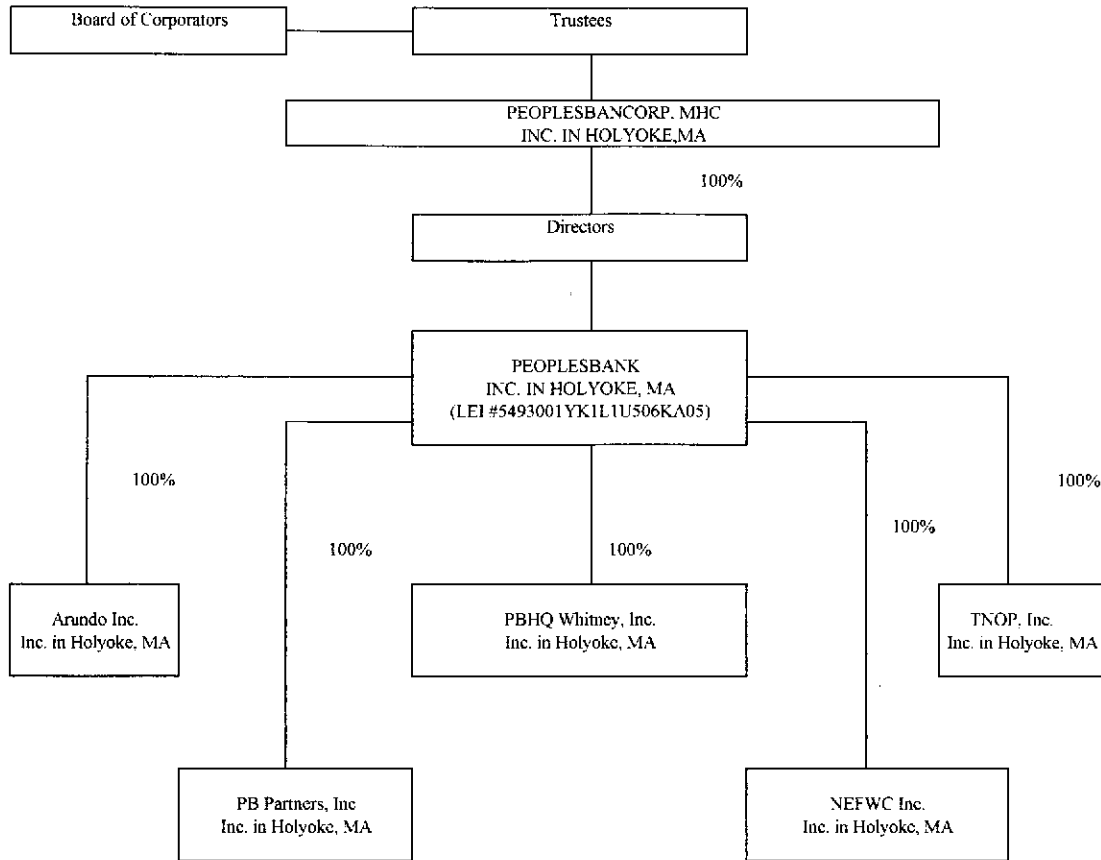 Board of Corporators
Trustees
PEOPLESBANCORP, MHC
INC. IN HOLYOKE,MA
100%
Directors
PEOPLESBANK
INC. IN HOLYOKE, MA
(LEI #5493001YK1L1U506KA05)
100%
100%
100%
100%
100%
Arundo Inc.
Inc. in Holyoke, MA
PBHQ Whitney, Inc.
Inc. in Holyoke, MA
TNOP, Inc.
Inc. in Holyoke, MA
PB Partners, Inc
Inc. in Holyoke, MA
NEFWC Inc.
Inc. in Holyoke, MA